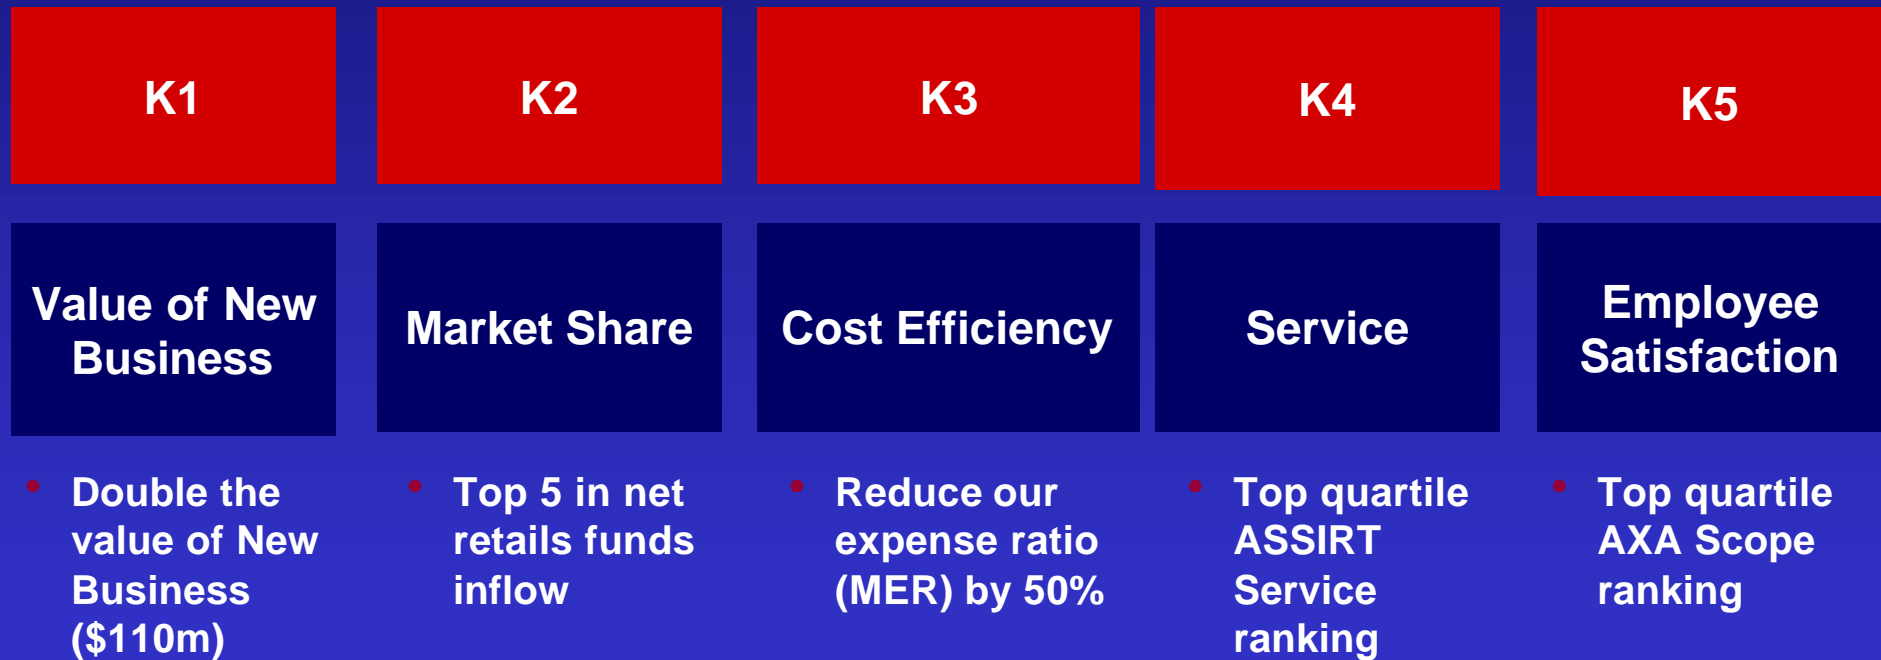 K1
K2
K3
K4
K5
Value of New
Business
Market Share
Cost Efficiency
Service
Employee
Satisfaction
• Double the
value of New
Business
($110m)
• Top 5 in net
retails funds
inflow
• Reduce our
expense ratio
(MER) by 50%
• Top quartile
ASSIRT
Service
ranking
• Top quartile
AXA Scope
ranking